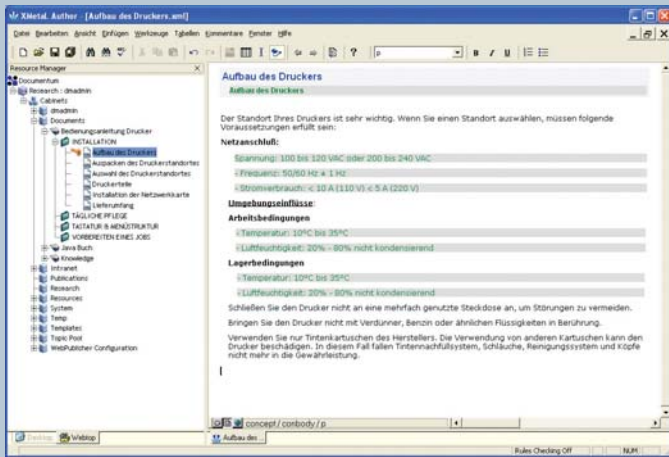 XMetaL Author - [Aufbau des Druckers.xml]
Datei Bearbeiten Ansicht Einfügen Werkzeuge Tabellen Kommentare Fenster Hilfe
p
B I U
Resource Manager
Documentum
Research : dmadmin
Cabinets
dmadmin
Documents
Bedienungsanleitung Drucker
INSTALLATION
Aufbau des Druckers
Auspacken des Druckerstandortes
Auswahl des Druckerstandortes
Druckerteile
Installation der Netzwerkkarte
Lieferumfang
TÄGLICHE PFLEGE
TASTATUR & MENÜSTRUKTUR
VORBEREITEN EINES JOBS
Java Buch
Knowledge
Intranet
Publications
Research
Resources
System
Temp
Templates
Topic Pool
WebPublisher Configuration
Desktop Webtop
Aufbau des Druckers
Aufbau des Druckers
Der Standort Ihres Druckers ist sehr wichtig. Wenn Sie einen Standort auswählen, müssen folgende
Voraussetzungen erfüllt sein:
Netzanschluß:
Spannung: 100 bis 120 VAC oder 200 bis 240 VAC
- Frequenz: 50/60 Hz ± 1 Hz
- Stromverbrauch: < 10 A (110 V) < 5 A (220 V)
Umgebungseinflüsse:
Arbeitsbedingungen
- Temperatur: 10°C bis 35°C
- Luftfeuchtigkeit: 20% - 80% nicht kondensierend
Lagerbedingungen
- Temperatur: 10°C bis 35°C
- Luftfeuchtigkeit: 20% - 80% nicht kondensierend
Schließen Sie den Drucker nicht an eine mehrfach genutzte Steckdose an, um Störungen zu vermeiden.
Bringen Sie den Drucker nicht mit Verdünner, Benzin oder ähnlichen Flüssigkeiten in Berührung.
Verwenden Sie nur Tintenkartuschen des Herstellers. Die Verwendung von anderen Kartuschen kann den
Drucker beschädigen. In diesem Fall fallen Tintennachfüllsystem, Schläuche, Reinigungssystem und Köpfe
nicht mehr in die Gewährleistung.
concept / conbody / p
Aufbau des ...
Rules Checking Off NUM